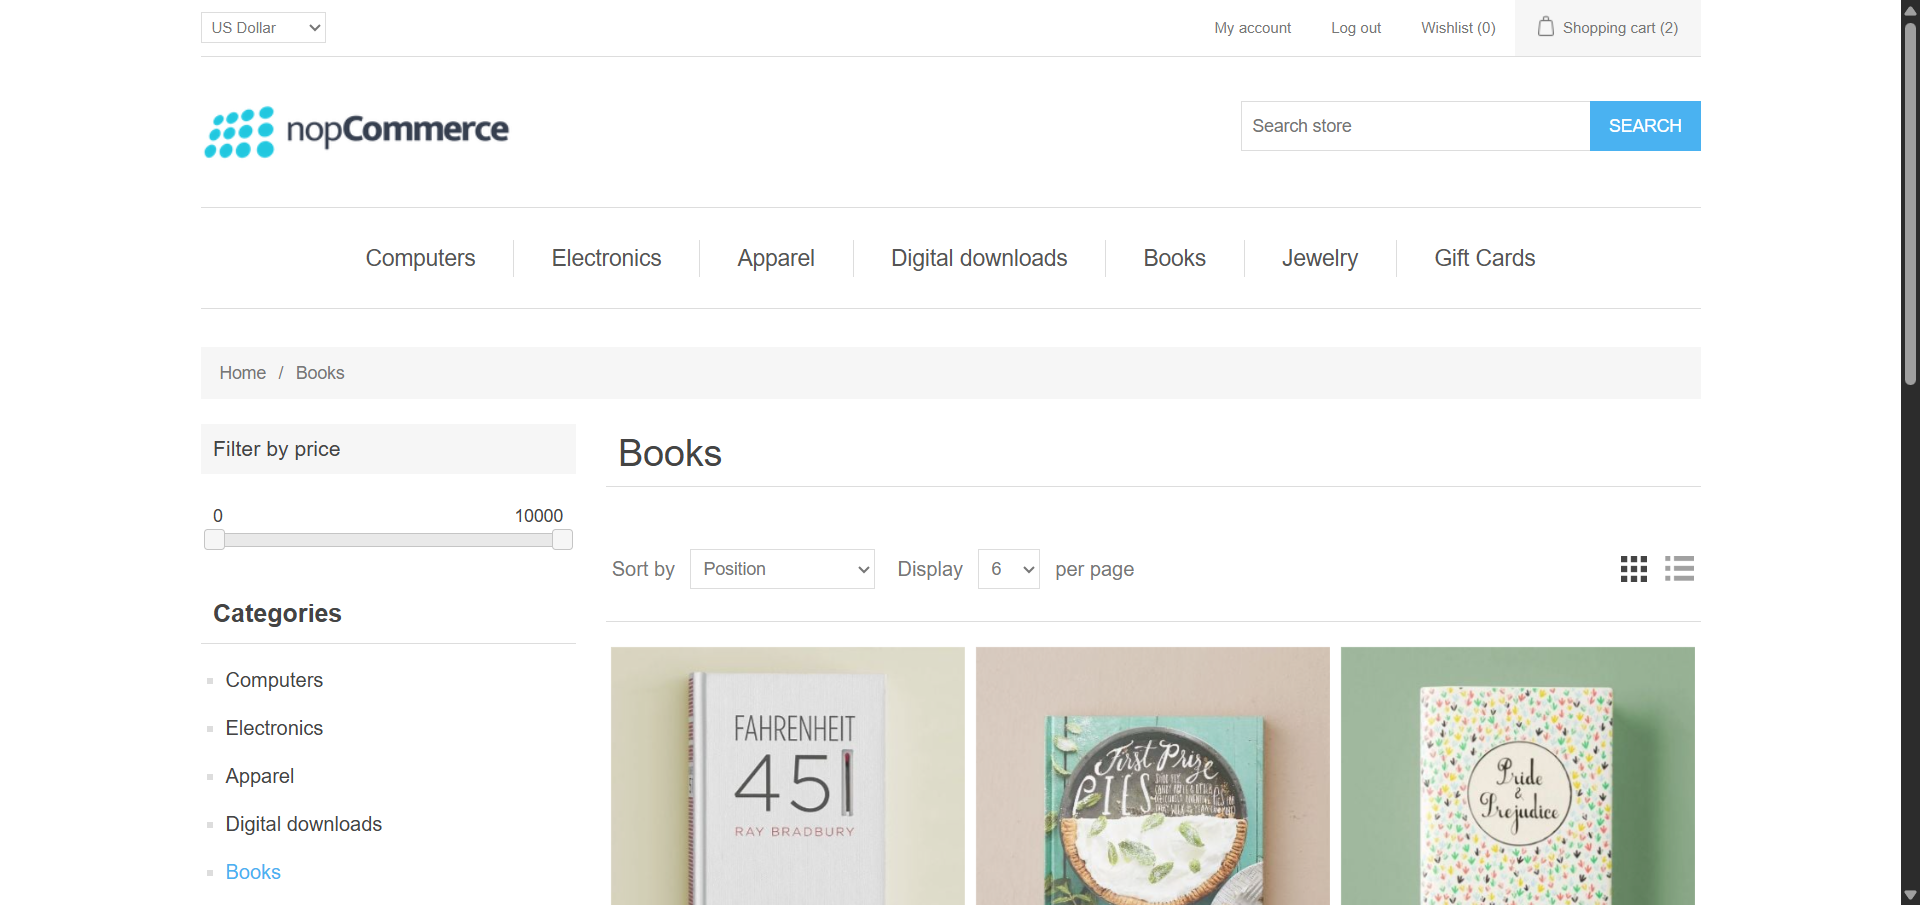 US Dollar
My account
Log out
Wishlist (0)
Shopping cart (2)
nopCommerce
Search store
SEARCH
Computers
Electronics
Apparel
Digital downloads
Books
Jewelry
Gift Cards
Home / Books
Filter by price
0
10000
Categories
Computers
Electronics
Apparel
Digital downloads
Books
Books
Sort by
Position
Display
6
per page
FAHRENHEIT
451
RAY BRADBURY
First Prize
PIES
Pride
&
Prejudice